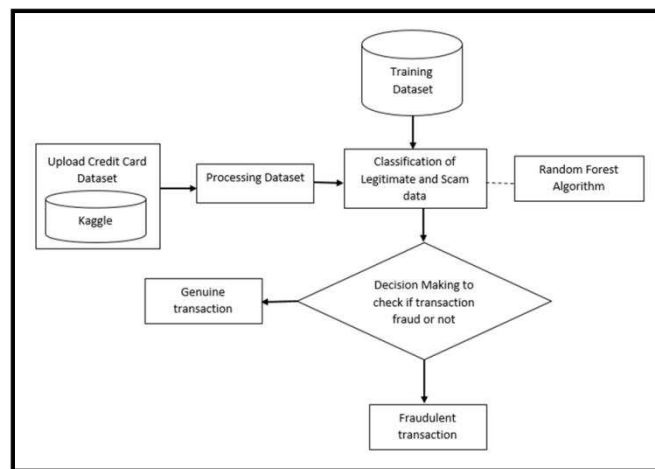 Training
Dataset
Upload Credit Card
Dataset
Kaggle
Processing Dataset
Classification of
Legitimate and Scam
data
Random Forest
Algorithm
Genuine
transaction
Decision Making to
check if transaction
fraud or not
Fraudulent
transaction